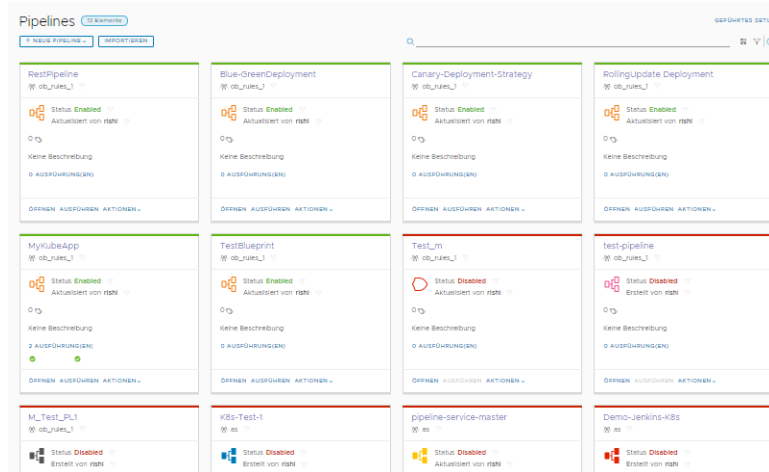 Pipelines 12 Elemente
GEFÜHRTES SETU
+ NEUE PIPELINE IMPORTIEREN
RestPipeline
ob_rules_1
Status Enabled
Aktualisiert von rishi
0
Keine Beschreibung
0 AUSFÜHRUNG(EN)
ÖFFNEN AUSFÜHREN AKTIONEN
Blue-GreenDeployment
ob_rules_1
Status Enabled
Aktualisiert von rishi
0
Keine Beschreibung
0 AUSFÜHRUNG(EN)
ÖFFNEN AUSFÜHREN AKTIONEN
Canary-Deployment-Strategy
ob_rules_1
Status Enabled
Aktualisiert von rishi
0
Keine Beschreibung
0 AUSFÜHRUNG(EN)
ÖFFNEN AUSFÜHREN AKTIONEN
RollingUpdate Deployment
ob_rules_1
Status Enabled
Aktualisiert von rishi
0
Keine Beschreibung
0 AUSFÜHRUNG(EN)
ÖFFNEN AUSFÜHREN AKTIONEN
MyKubeApp
ob_rules_1
Status Enabled
Aktualisiert von rishi
0
Keine Beschreibung
2 AUSFÜHRUNG(EN)
ÖFFNEN AUSFÜHREN AKTIONEN
TestBlueprint
ob_rules_1
Status Enabled
Aktualisiert von rishi
0
Keine Beschreibung
0 AUSFÜHRUNG(EN)
ÖFFNEN AUSFÜHREN AKTIONEN
Test_m
ob_rules_1
Status Disabled
Aktualisiert von rishi
0
Keine Beschreibung
0 AUSFÜHRUNG(EN)
ÖFFNEN AUSFÜHREN AKTIONEN
test-pipeline
ob_rules_1
Status Disabled
Erstellt von rishi
0
Keine Beschreibung
0 AUSFÜHRUNG(EN)
ÖFFNEN AUSFÜHREN AKTIONEN
M_Test_PL1
ob_rules_1
Status Disabled
Erstellt von rishi
K8s-Test-1
as
Status Disabled
Erstellt von rishi
pipeline-service-master
as
Status Disabled
Aktualisiert von rishi
Demo-Jenkins-K8s
as
Status Disabled
Erstellt von rishi